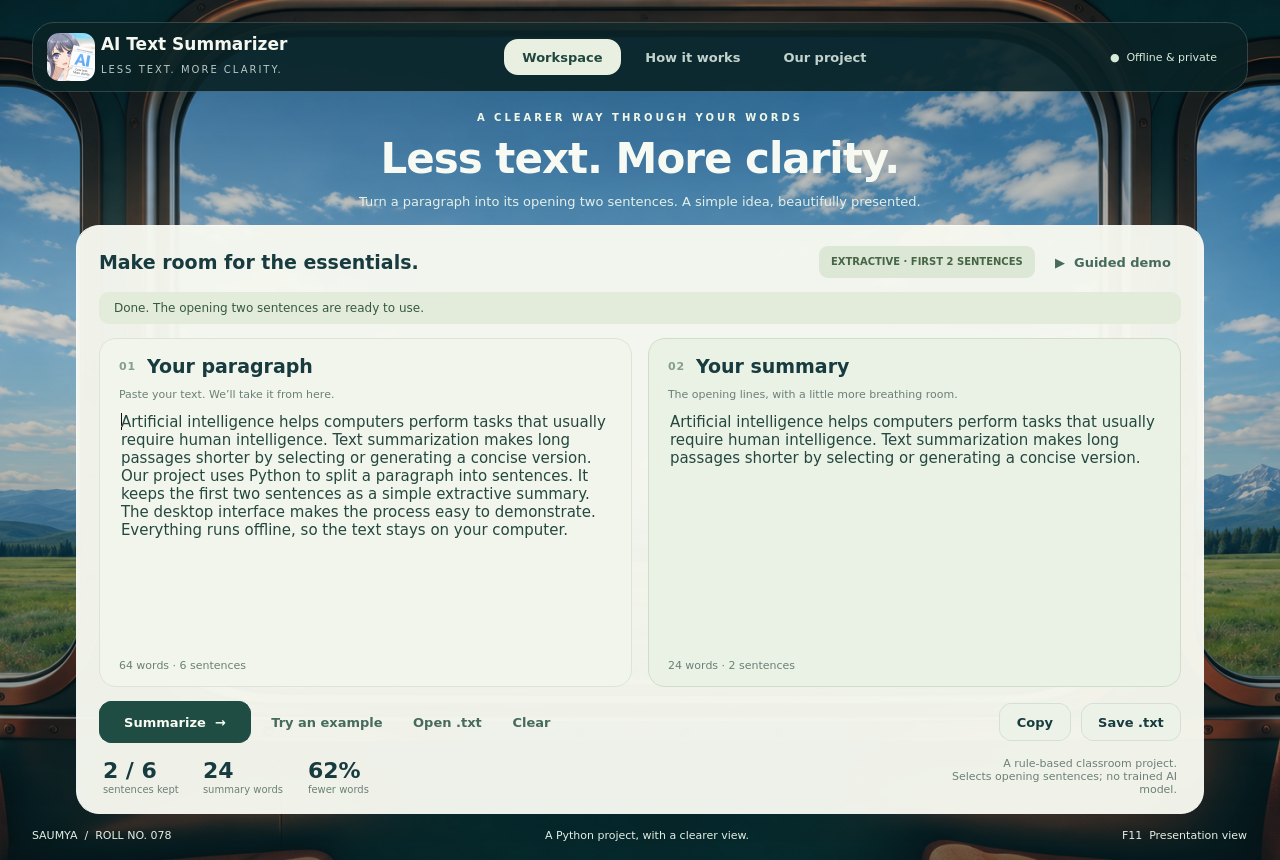 AI Text Summarizer
LESS TEXT. MORE CLARITY.
Workspace
How it works
Our project
● Offline & private
A CLEARER WAY THROUGH YOUR WORDS
Less text. More clarity.
Turn a paragraph into its opening two sentences. A simple idea, beautifully presented.
Make room for the essentials.
EXTRACTIVE · FIRST 2 SENTENCES
▶ Guided demo
Done. The opening two sentences are ready to use.
01 Your paragraph
Paste your text. We’ll take it from here.
Artificial intelligence helps computers perform tasks that usually
require human intelligence. Text summarization makes long
passages shorter by selecting or generating a concise version.
Our project uses Python to split a paragraph into sentences. It
keeps the first two sentences as a simple extractive summary.
The desktop interface makes the process easy to demonstrate.
Everything runs offline, so the text stays on your computer.
64 words · 6 sentences
02 Your summary
The opening lines, with a little more breathing room.
Artificial intelligence helps computers perform tasks that usually
require human intelligence. Text summarization makes long
passages shorter by selecting or generating a concise version.
24 words · 2 sentences
Summarize →
Try an example
Open .txt
Clear
Copy
Save .txt
2 / 6
sentences kept
24
summary words
62%
fewer words
A rule-based classroom project.
Selects opening sentences; no trained AI
model.
SAUMYA / ROLL NO. 078
A Python project, with a clearer view.
F11 Presentation view